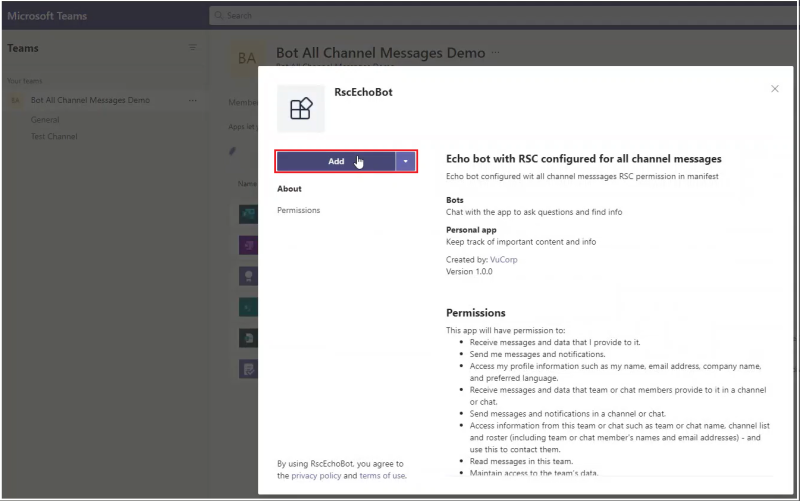 Microsoft Teams
Search
Teams
Your Teams
BA Bot All Channel Messages Demo ...
General
Test Channel
BA Bot All Channel Messages Demo ...
Bot All Channel Messages Demo
Member
Apps let
Name
RscEchoBot
Add
About
Permissions
By using RscEchoBot, you agree to
the privacy policy and terms of use.
Echo bot with RSC configured for all channel messages
Echo bot configured wit all channel messsages RSC permission in manifest
Bots
Chat with the app to ask questions and find info
Personal app
Keep track of important content and info
Created by: VuCorp
Version 1.0.0
Permissions
This app will have permission to:
• Receive messages and data that I provide to it.
• Send me messages and notifications.
• Access my profile information such as my name, email address, company name,
and preferred language.
• Receive messages and data that team or chat members provide to it in a channel
or chat.
• Send messages and notifications in a channel or chat.
• Access information from this team or chat such as team or chat name, channel list
and roster (including team or chat member's names and email addresses) - and
use this to contact them.
• Read messages in this team.
• Maintain access to the team's data.